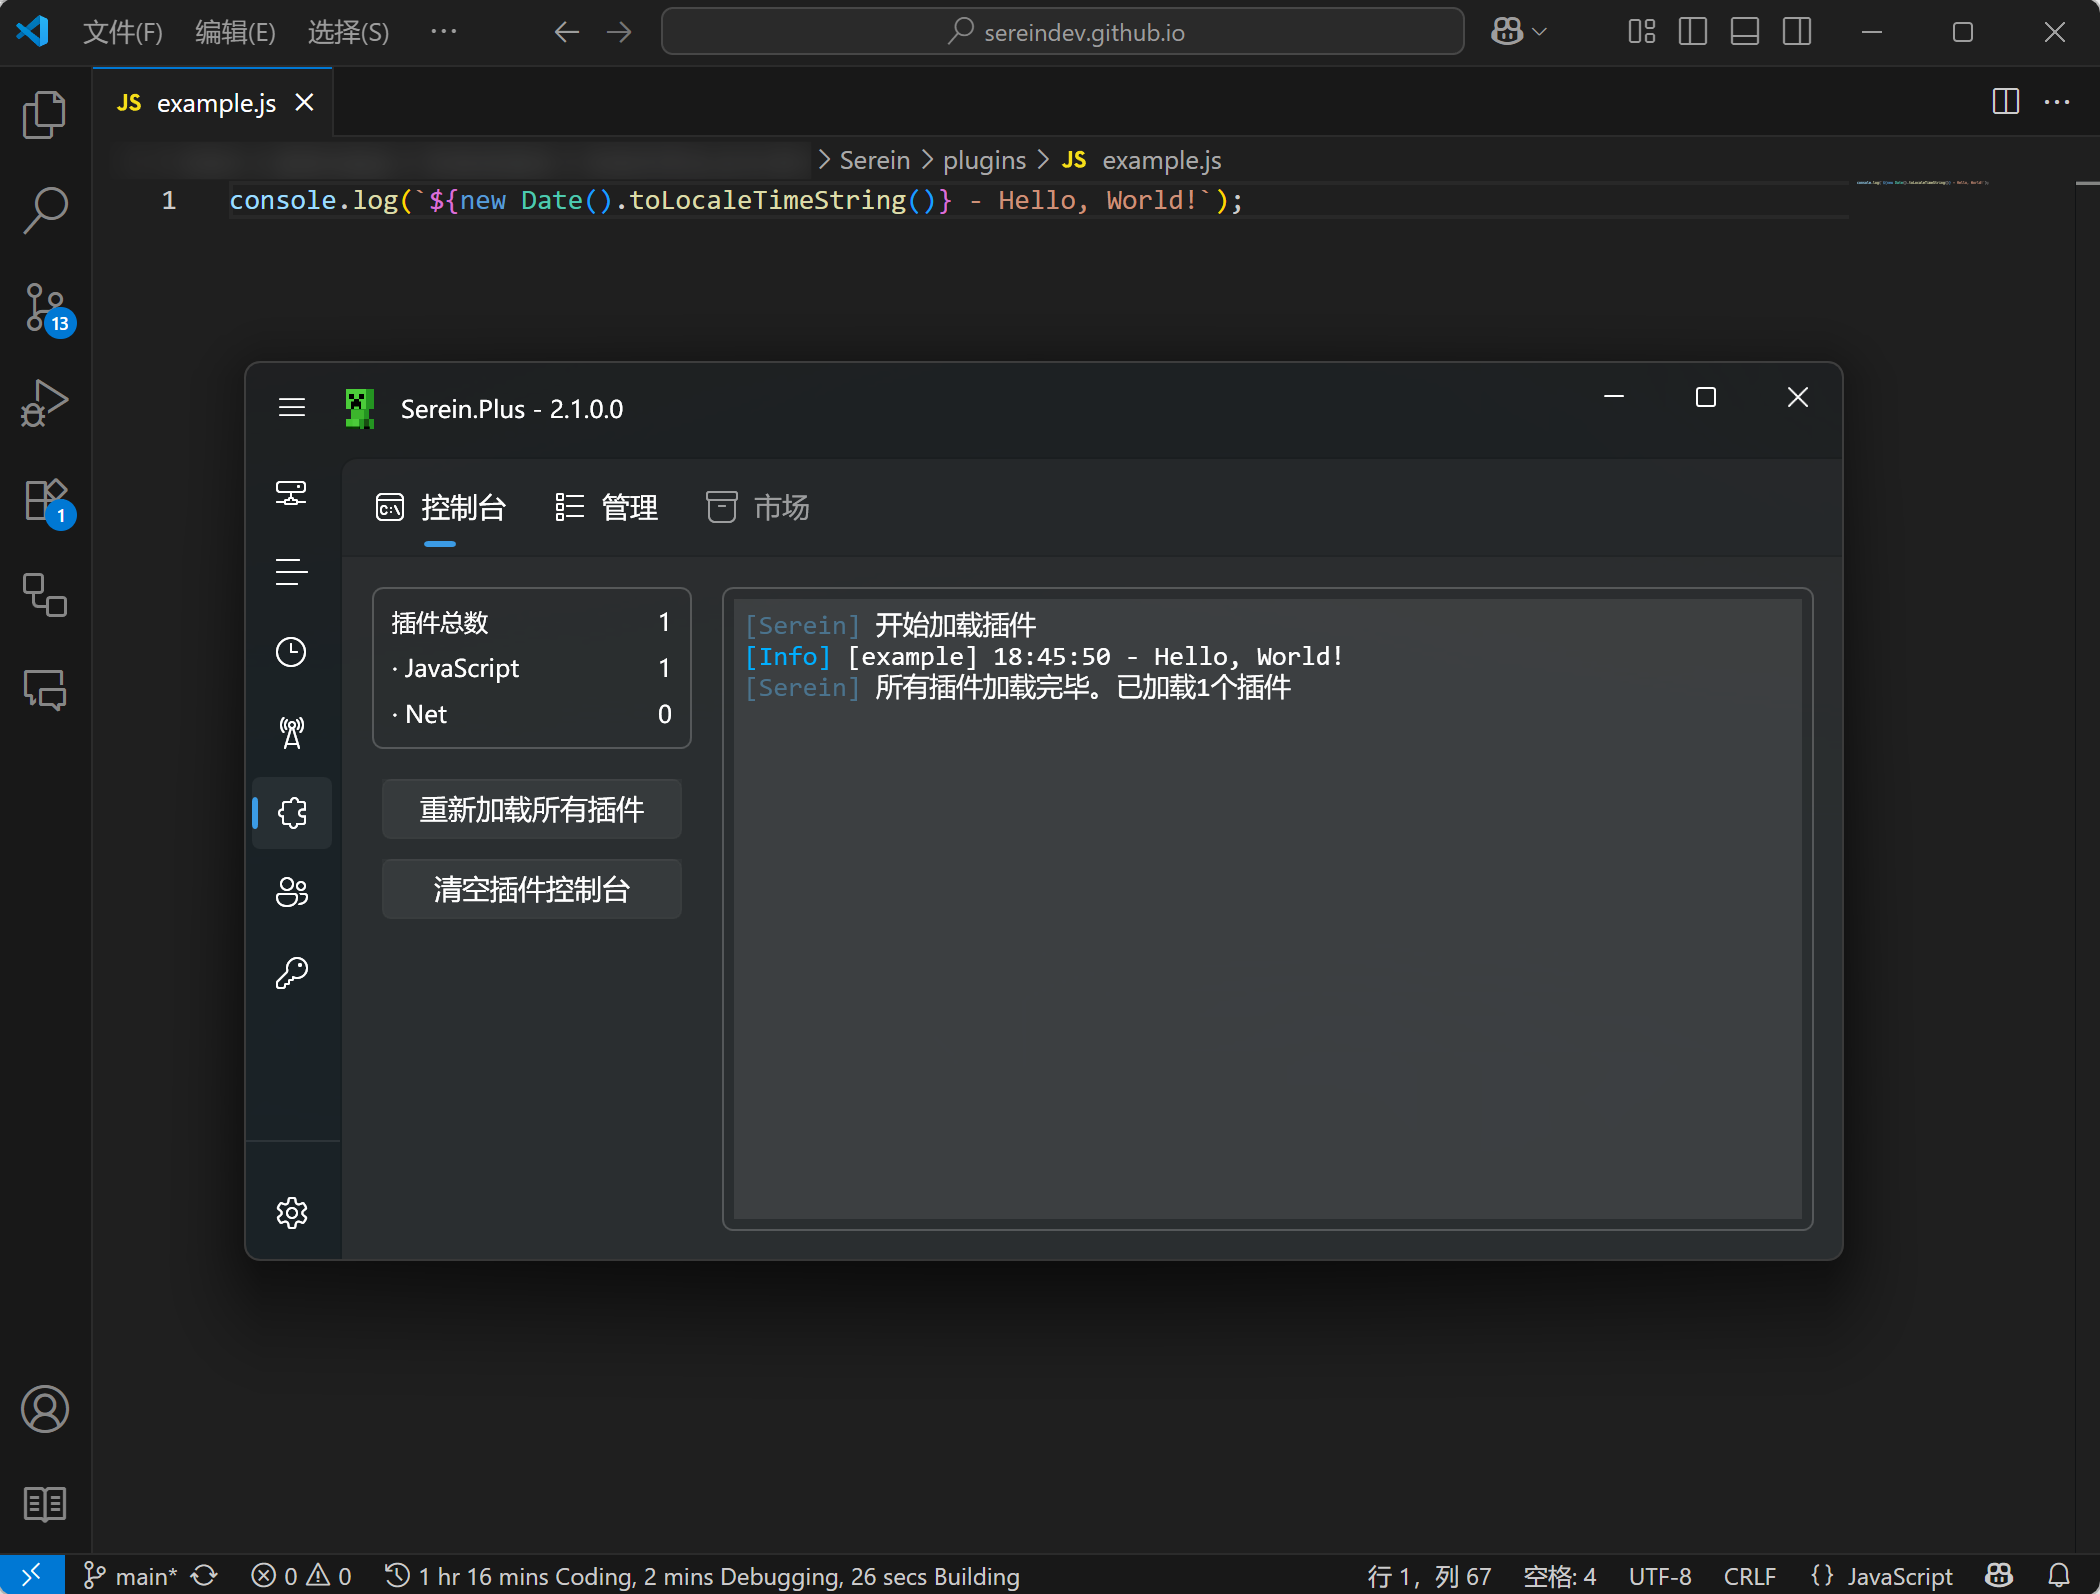 文件(F) 编辑(E) 选择(S) ··· sereindev.github.io
JS example.js
Serein > plugins > JS example.js
1 console.log(`${new Date().toLocaleTimeString()} - Hello, World!`);
13
1
Serein.Plus - 2.1.0.0
控制台 管理 市场
插件总数 1
· JavaScript 1
· Net 0
重新加载所有插件
清空插件控制台
[Serein] 开始加载插件
[Info] [example] 18:45:50 - Hello, World!
[Serein] 所有插件加载完毕。已加载1个插件
main* 0 0 1 hr 16 mins Coding, 2 mins Debugging, 26 secs Building 行 1，列 67 空格: 4 UTF-8 CRLF {} JavaScript